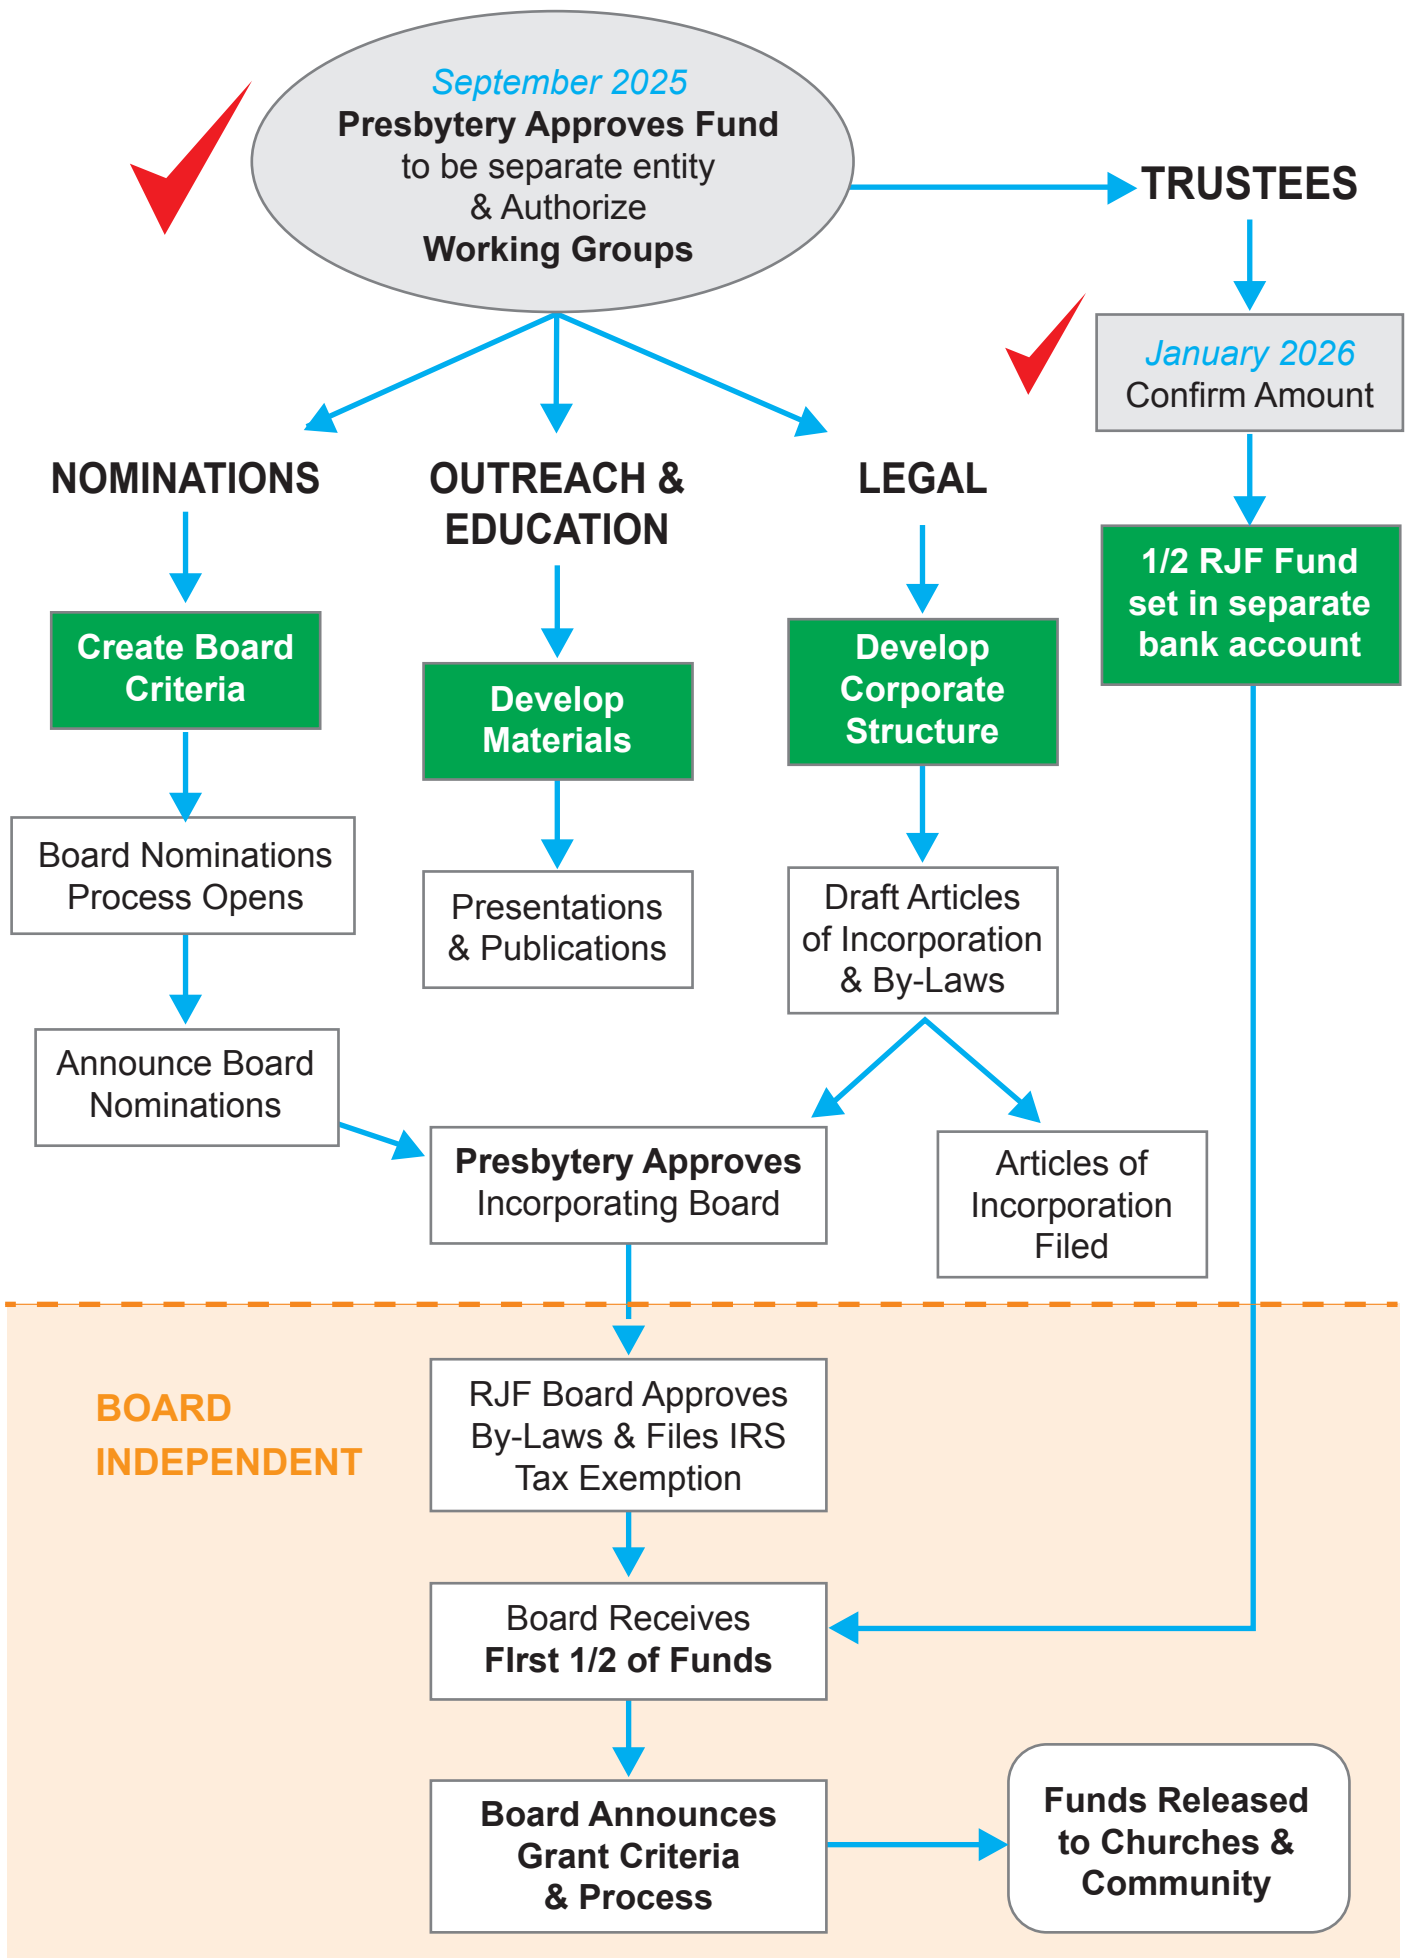 September 2025
Presbytery Approves Fund
to be separate entity
& Authorize
Working Groups
TRUSTEES
January 2026
Confirm Amount
1/2 RJF Fund
set in separate
bank account
NOMINATIONS
Create Board
Criteria
Board Nominations
Process Opens
Announce Board
Nominations
OUTREACH &
EDUCATION
Develop
Materials
Presentations
& Publications
LEGAL
Develop
Corporate
Structure
Draft Articles
of Incorporation
& By-Laws
Presbytery Approves
Incorporating Board
Articles of
Incorporation
Filed
BOARD
INDEPENDENT
RJF Board Approves
By-Laws & Files IRS
Tax Exemption
Board Receives
FIrst 1/2 of Funds
Board Announces
Grant Criteria
& Process
Funds Released
to Churches &
Community